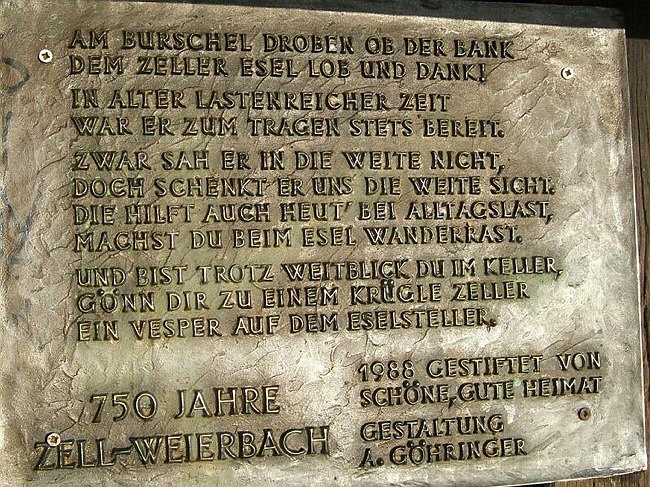 AM BURSCHEL DROBEN OB DER BANK
DEM ZELLER ESEL LOB UND DANK!
IN ALTER LASTENREICHER ZEIT
WAR ER ZUM TRAGEN STETS BEREIT.
ZWAR SAH ER IN DIE WEITE NICHT,
DOCH SCHENKT ER UNS DIE WEITE SICHT.
DIE HILFT AUCH HEUT' BEI ALLTAGSLAST,
MACHST DU BEIM ESEL WANDERRAST.
UND BIST TROTZ WEITBLICK DU IM KELLER,
GÖNN DIR ZU EINEM KRÜGLE ZELLER
EIN VESPER AUF DEM ESELSTELLER.
750 JAHRE
ZELL-WEIERBACH
1988 GESTIFTET VON
SCHÖNE, GUTE HEIMAT
GESTALTUNG
A. GÖHRINGER